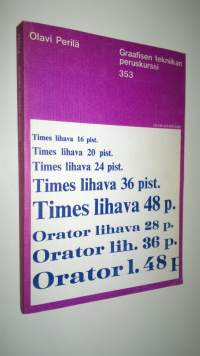 Olavi Perilä
Graafisen tekniikan
peruskurssi
353
Times lihava 16 pist.
Times lihava 20 pist.
Times lihava 24 pist.
Times lihava 36 pist.
Times lihava 48 p.
Orator lihava 28 p.
Orator lih. 36 p.
Orator l. 48 p